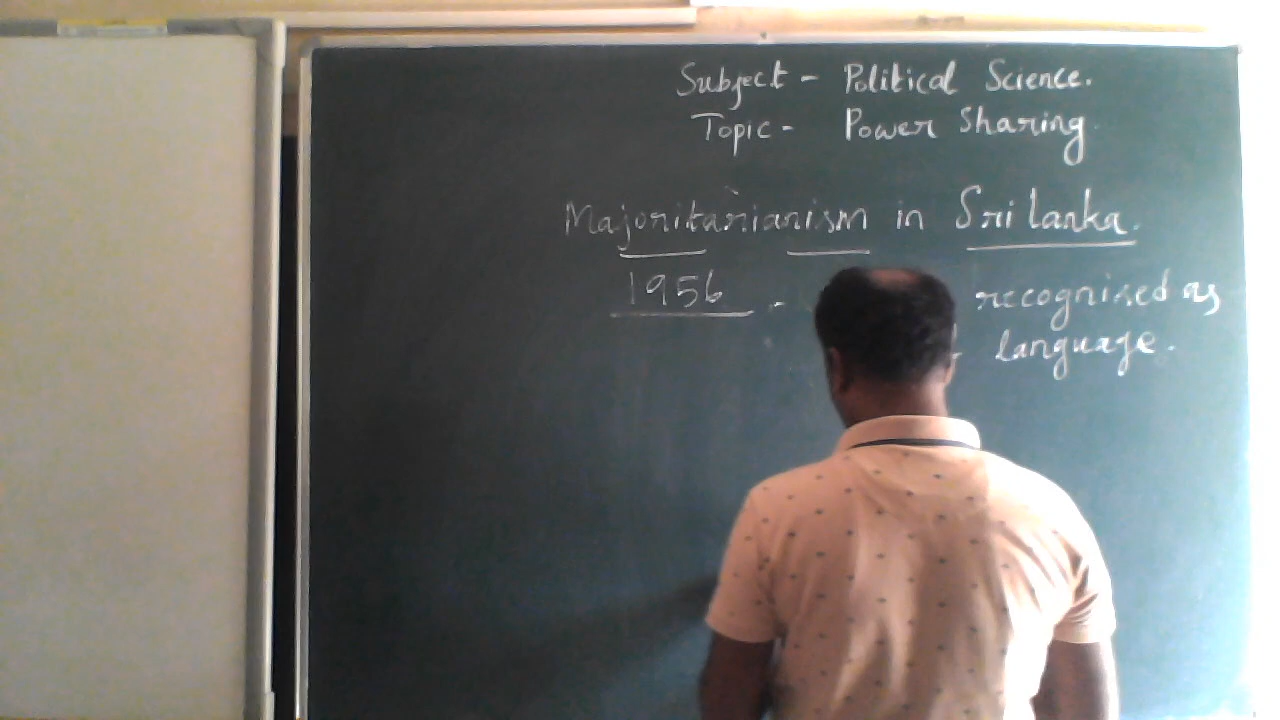 Subject - Political Science.
Topic - Power Sharing.
Majoritarianism in Sri Lanka.
1956 - recognised as
language.